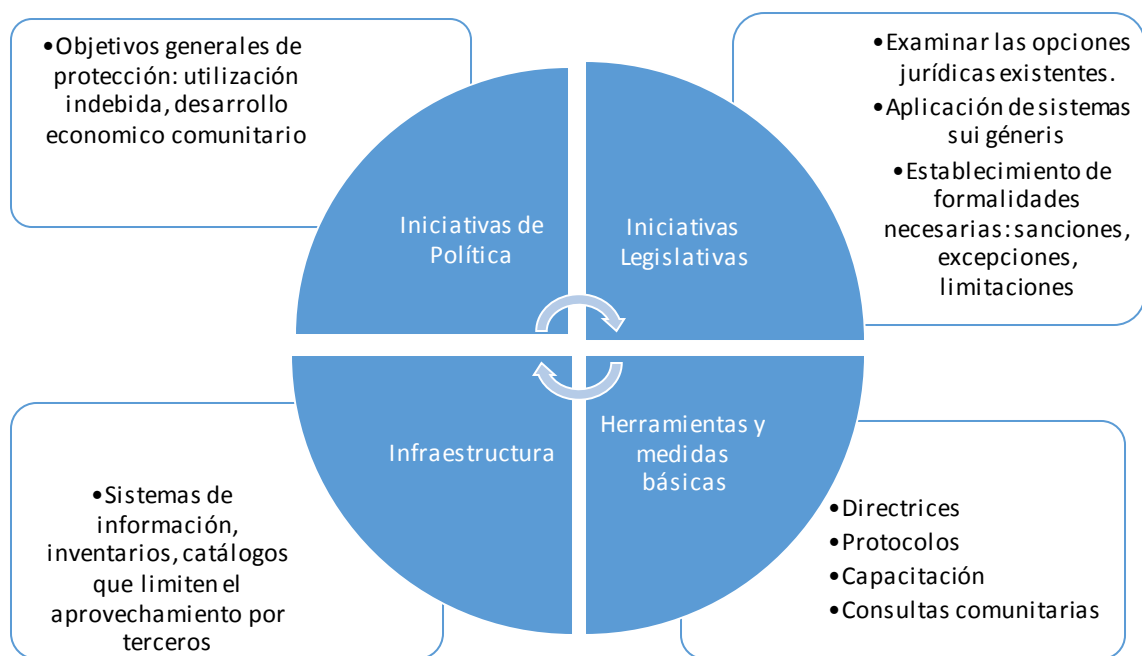 •Objetivos generales de
protección: utilización
indebida, desarrollo
economico comunitario
•Examinar las opciones
jurídicas existentes.
•Aplicación de sistemas
sui géneris
•Establecimiento de
formalidades
necesarias: sanciones,
excepciones,
limitaciones
Iniciativas de
Política
Iniciativas
Legislativas
Infraestructura
Herramientas y
medidas
básicas
•Sistemas de
información,
inventarios, catálogos
que limiten el
aprovechamiento por
terceros
•Directrices
•Protocolos
•Capacitación
•Consultas comunitarias